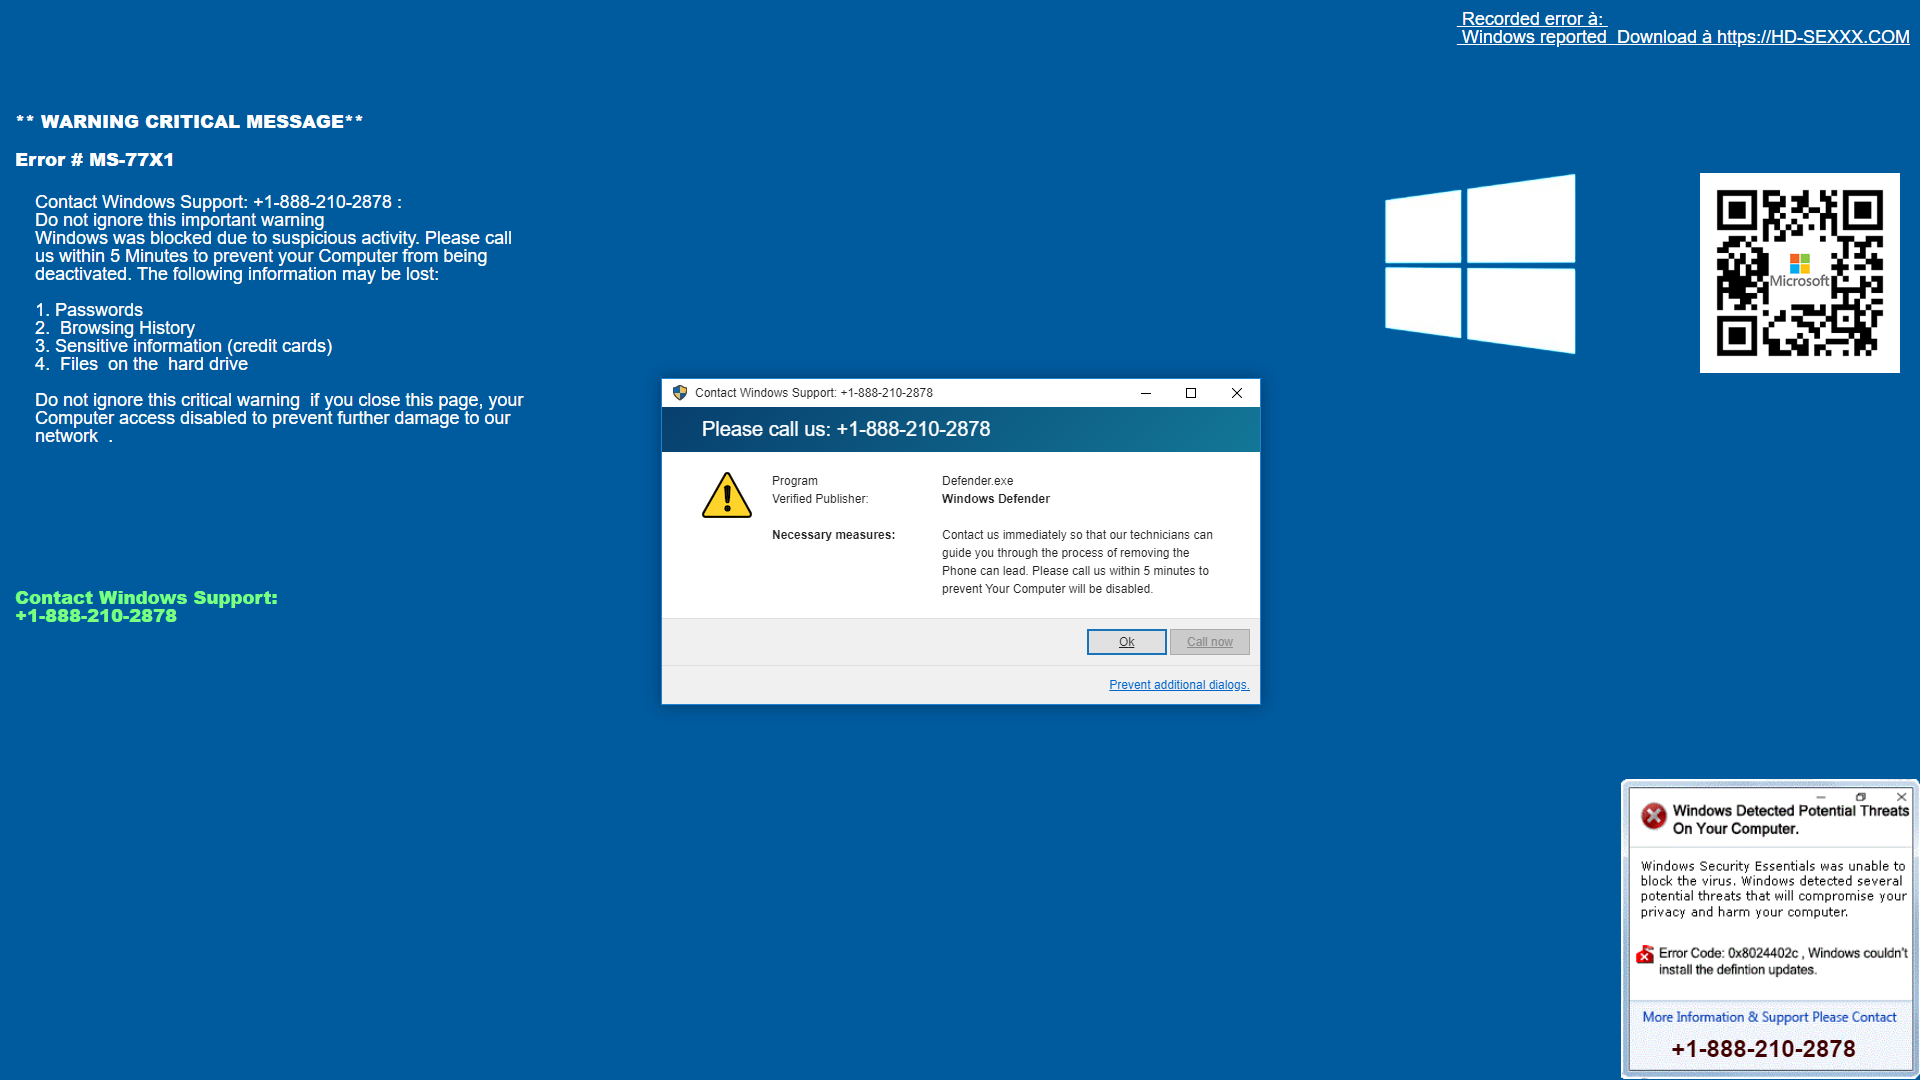 Recorded error à:
Windows reported  Download à https://HD-SEXXX.COM
** WARNING CRITICAL MESSAGE**
Error # MS-77X1
Contact Windows Support: +1-888-210-2878 :
Do not ignore this important warning
Windows was blocked due to suspicious activity. Please call
us within 5 Minutes to prevent your Computer from being
deactivated. The following information may be lost:
1. Passwords
2.  Browsing History
3. Sensitive information (credit cards)
4.  Files  on the  hard drive
Do not ignore this critical warning  if you close this page, your
Computer access disabled to prevent further damage to our
network  .
Contact Windows Support:
+1-888-210-2878
Microsoft
Contact Windows Support: +1-888-210-2878
Please call us: +1-888-210-2878
Program Defender.exe
Verified Publisher: Windows Defender
Necessary measures: Contact us immediately so that our technicians can
guide you through the process of removing the
Phone can lead. Please call us within 5 minutes to
prevent Your Computer will be disabled.
Ok Call now
Prevent additional dialogs.
Windows Detected Potential Threats
On Your Computer.
Windows Security Essentials was unable to
block the virus. Windows detected several
potential threats that will compromise your
privacy and harm your computer.
Error Code: 0x8024402c , Windows couldn't
install the defintion updates.
More Information & Support Please Contact
+1-888-210-2878